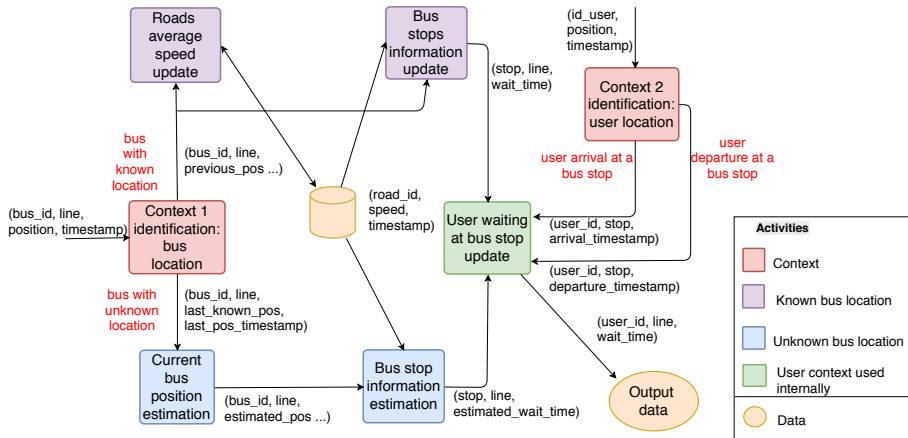 Roads
average
speed
update
Bus
stops
information
update
(id_user,
position,
timestamp)
(stop, line,
wait_time)
Context 2
identification:
user location
bus
with
known
location
(bus_id, line,
previous_pos ...)
user arrival at a
bus stop
user
departure at a
bus stop
(road_id,
speed,
timestamp)
(bus_id, line,
position, timestamp)
Context 1
identification:
bus
location
User waiting
at bus stop
update
(user_id, stop,
arrival_timestamp)
(user_id, stop,
departure_timestamp)
bus with
unknown
location
(bus_id, line,
last_known_pos,
last_pos_timestamp)
(user_id, line,
wait_time)
Current
bus
position
estimation
(bus_id, line,
estimated_pos ...)
Bus stop
information
estimation
(stop, line,
estimated_wait_time)
Output
data
Activities
Context
Known bus location
Unknown bus location
User context used
internally
Data